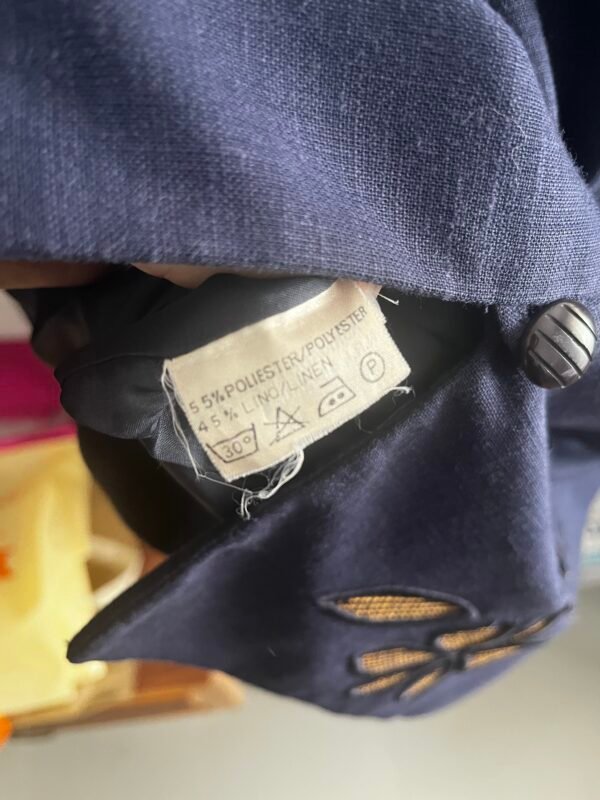 55% POLIESTER/POLYESTER
45% LINO/LINEN
30° P